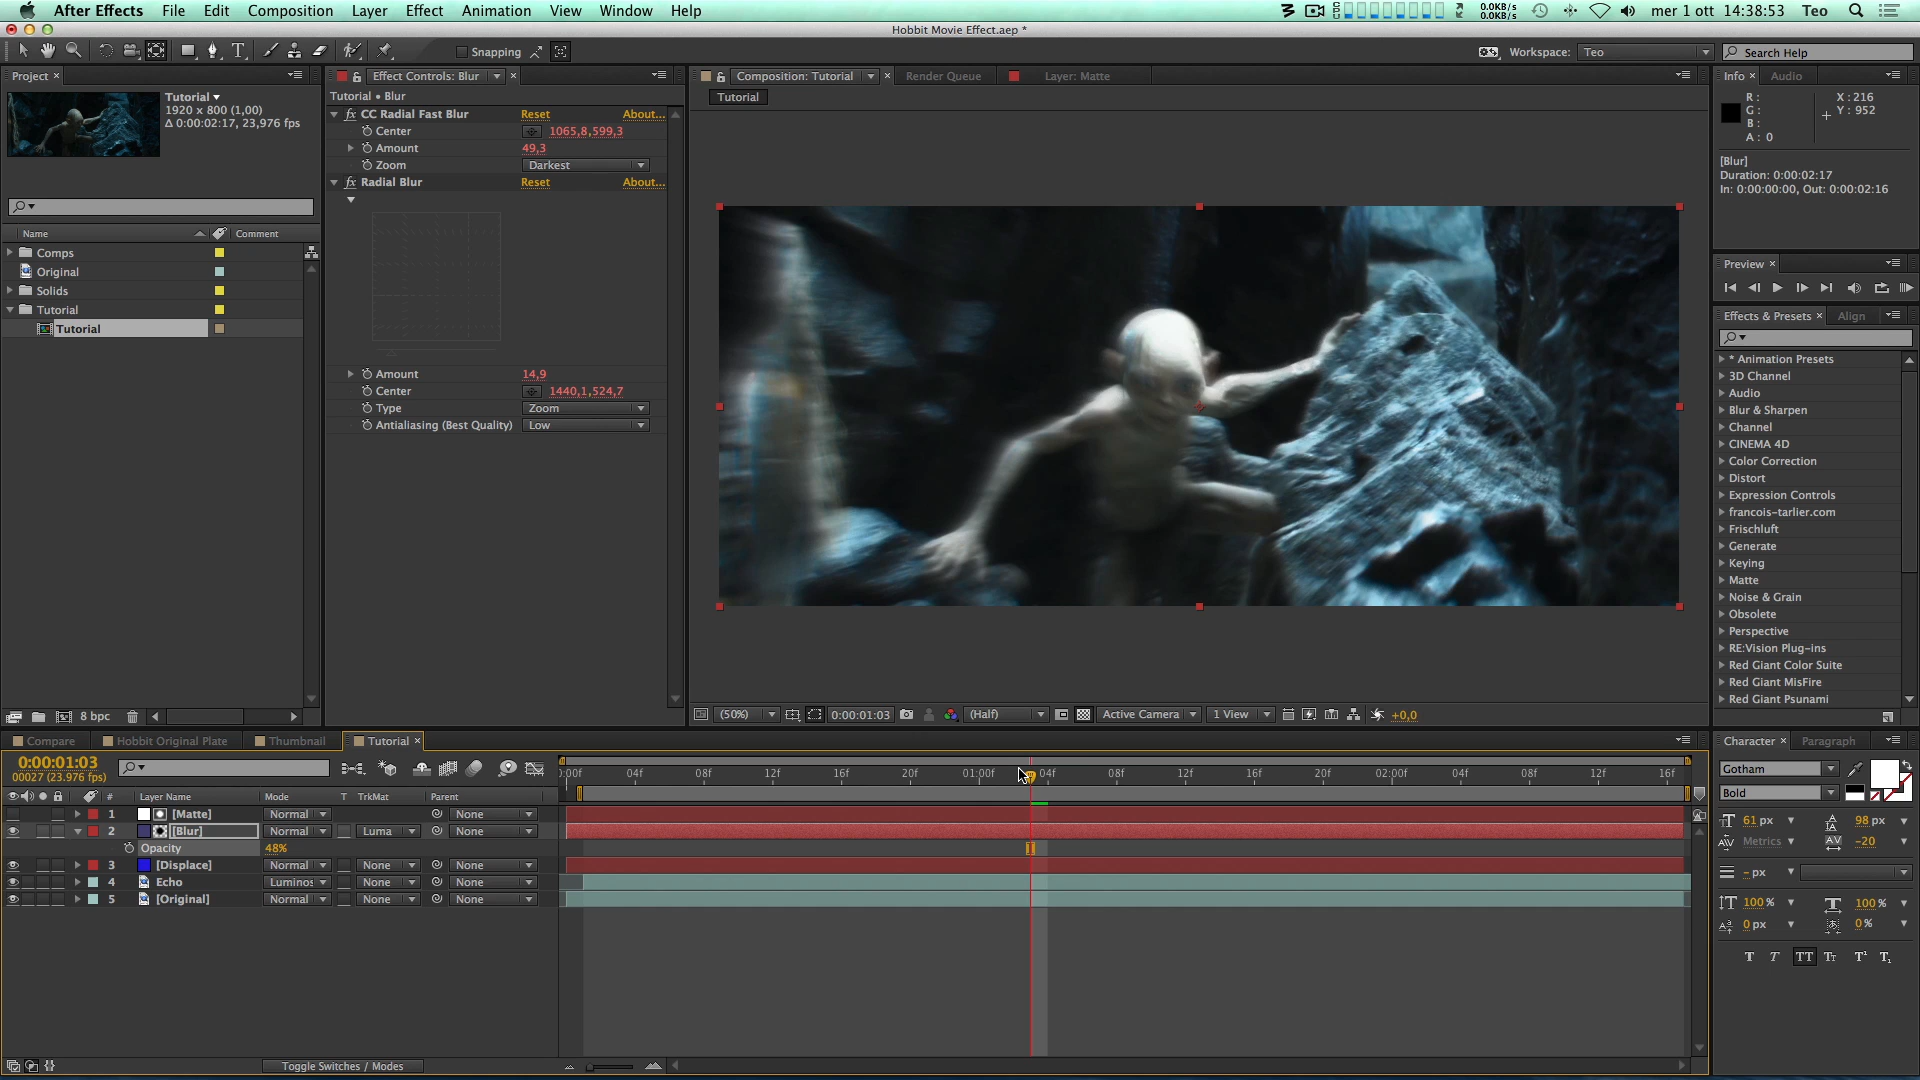 After Effects File Edit Composition Layer Effect Animation View Window Help 0.0KB/s 0.0KB/s mer 1 ott 14:38:53 Teo
Hobbit Movie Effect.aep *
Snapping Workspace: Teo Search Help
Project ×
Tutorial
1920 x 800 (1,00)
Δ 0:00:02:17, 23,976 fps
Name Comment
Comps
Original
Solids
Tutorial
Tutorial
8 bpc
Effect Controls: Blur ×
Tutorial • Blur
fx CC Radial Fast Blur Reset About...
Center 1065,8,599,3
Amount 49,3
Zoom Darkest
fx Radial Blur Reset About...
Amount 14,9
Center 1440,1,524,7
Type Zoom
Antialiasing (Best Quality) Low
Composition: Tutorial × Render Queue Layer: Matte
Tutorial
(50%) 0:00:01:03 (Half) Active Camera 1 View +0,0
Info × Audio
R :
G :
B :
A : 0
X : 216
Y : 952
[Blur]
Duration: 0:00:02:17
In: 0:00:00:00, Out: 0:00:02:16
Preview ×
Effects & Presets × Align
* Animation Presets
3D Channel
Audio
Blur & Sharpen
Channel
CINEMA 4D
Color Correction
Distort
Expression Controls
francois-tarlier.com
Frischluft
Generate
Keying
Matte
Noise & Grain
Obsolete
Perspective
RE:Vision Plug-ins
Red Giant Color Suite
Red Giant MisFire
Red Giant Psunami
Compare Hobbit Original Plate Thumbnail Tutorial ×
0:00:01:03
00027 (23.976 fps)
):00f 04f 08f 12f 16f 20f 01:00f 04f 08f 12f 16f 20f 02:00f 04f 08f 12f 16f
# Layer Name Mode T TrkMat Parent
1 [Matte] Normal None
2 [Blur] Normal Luma None
Opacity 48%
3 [Displace] Normal None None
4 Echo Luminos None None
5 [Original] Normal None None
Toggle Switches / Modes
Character × Paragraph
Gotham
Bold
61 px 98 px
Metrics -20
- px
100 % 100 %
0 px 0 %
T T TT Tt T¹ T₁